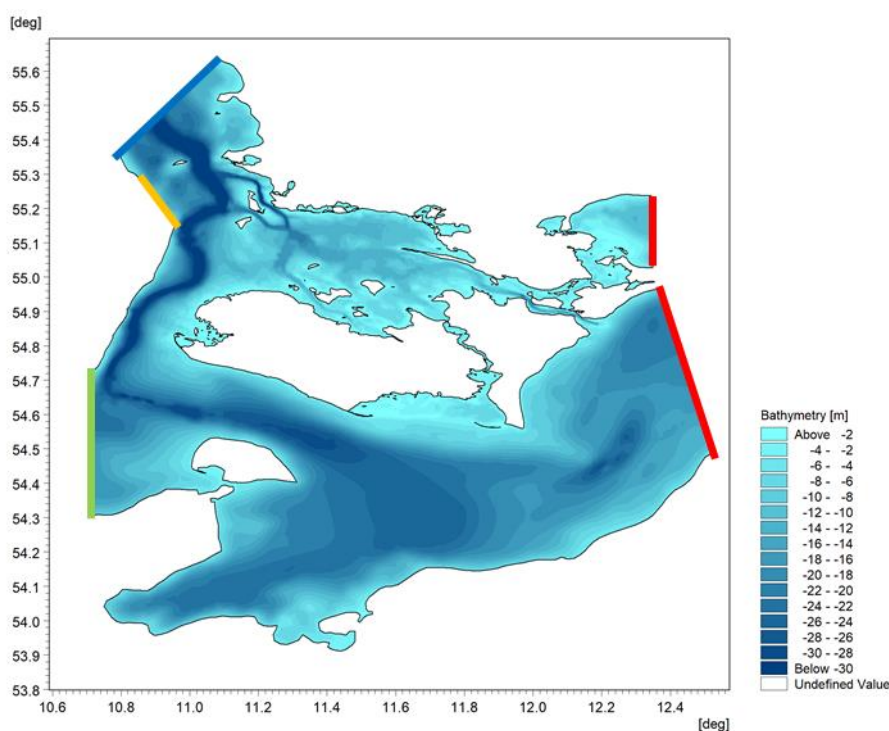 [deg]
55.6
55.5
55.4
55.3
55.2
55.1
55.0
54.9
54.8
54.7
54.6
54.5
54.4
54.3
54.2
54.1
54.0
53.9
53.8
10.6 10.8 11.0 11.2 11.4 11.6 11.8 12.0 12.2 12.4
[deg]
Bathymetry [m]
Above -2
-4 - -2
-6 - -4
-8 - -6
-10 - -8
-12 - -10
-14 - -12
-16 - -14
-18 - -16
-20 - -18
-22 - -20
-24 - -22
-26 - -24
-28 - -26
-30 - -28
Below -30
Undefined Value